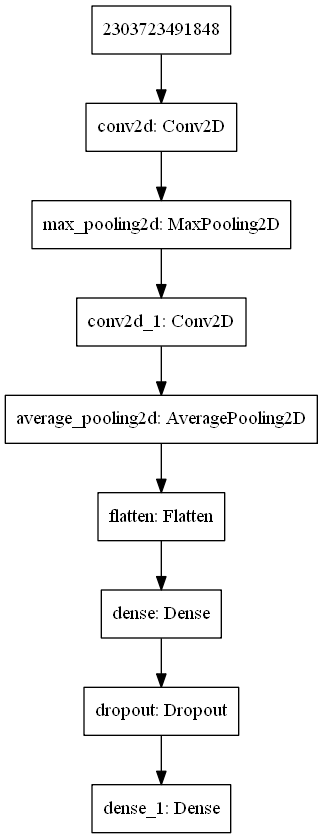 2303723491848
conv2d: Conv2D
max_pooling2d: MaxPooling2D
conv2d_1: Conv2D
average_pooling2d: AveragePooling2D
flatten: Flatten
dense: Dense
dropout: Dropout
dense_1: Dense